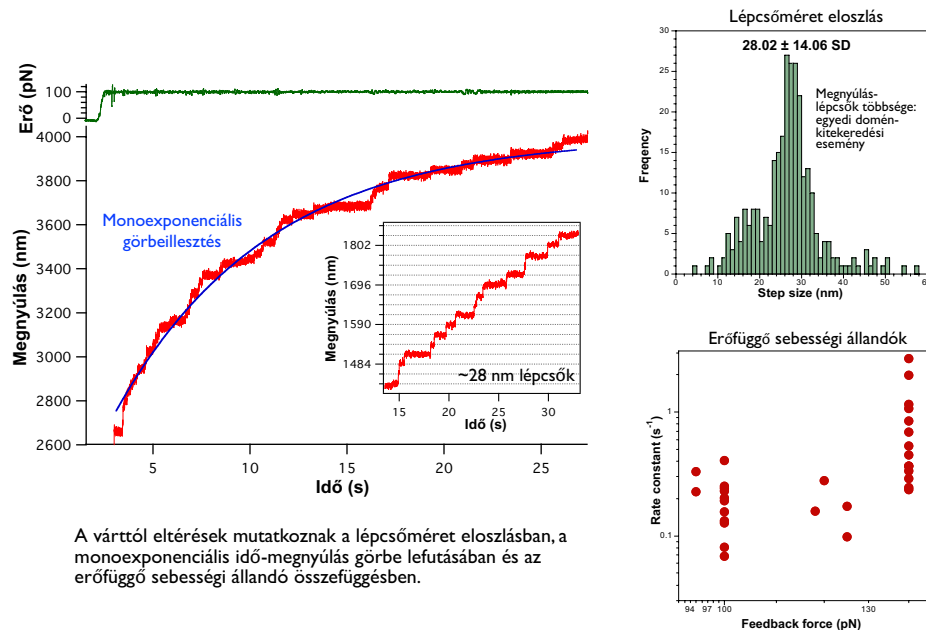 Erő (pN)
100
0
4000
3800
3600
3400
3200
3000
2800
2600
Megnyúlás (nm)
Monoexponenciális
görbeillesztés
5
10
15
20
25
Idő (s)
1802
1696
1590
1484
Megnyúlás (nm)
~28 nm lépcsők
15
20
25
30
Idő (s)
A várttól eltérések mutatkoznak a lépcsőméret eloszlásban, a
monoexponenciális idő-megnyúlás görbe lefutásában és az
erőfüggő sebességi állandó összefüggésben.
Lépcsőméret eloszlás
28.02 ± 14.06 SD
Megnyúlás-
lépcsők többsége:
egyedi domén-
kitekeredési
esemény
30
25
20
15
10
5
0
Freqency
0
10
20
30
40
50
Step size (nm)
Erőfüggő sebességi állandók
1
0.1
Rate constant (s⁻¹)
94 97 100
130
Feedback force (pN)